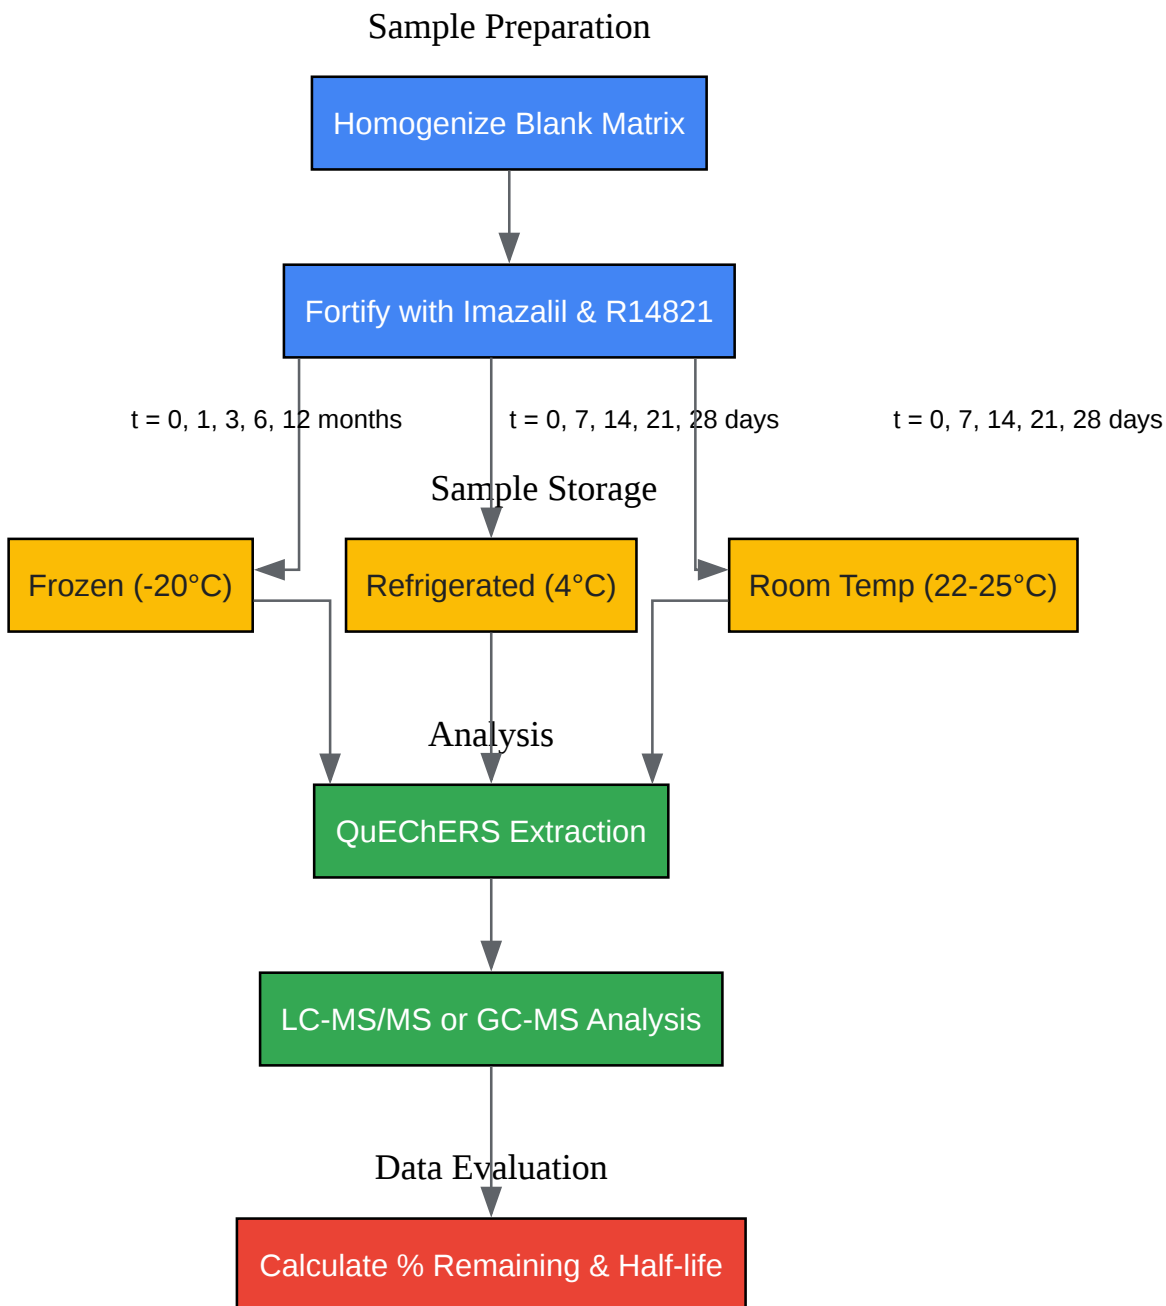 Sample Preparation
Homogenize Blank Matrix
Fortify with Imazalil & R14821
t = 0, 1, 3, 6, 12 months
t = 0, 7, 14, 21, 28 days
t = 0, 7, 14, 21, 28 days
Sample Storage
Frozen (-20°C)
Refrigerated (4°C)
Room Temp (22-25°C)
Analysis
QuEChERS Extraction
LC-MS/MS or GC-MS Analysis
Data Evaluation
Calculate % Remaining & Half-life